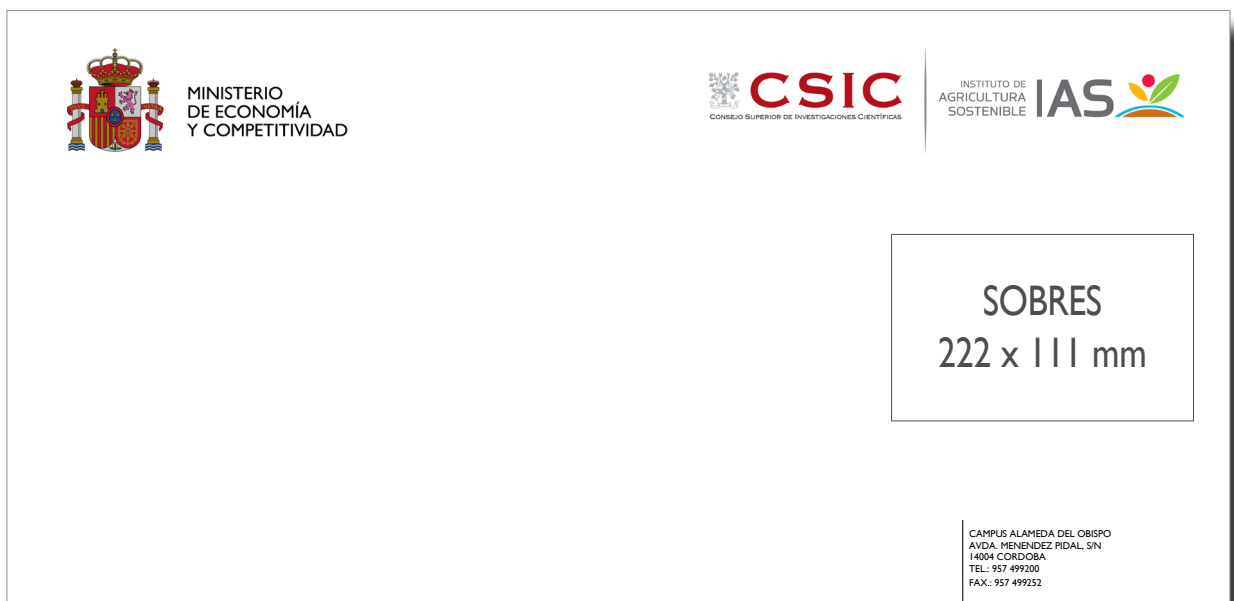 MINISTERIO
DE ECONOMÍA
Y COMPETITIVIDAD
CSIC
CONSEJO SUPERIOR DE INVESTIGACIONES CIENTÍFICAS
INSTITUTO DE
AGRICULTURA
SOSTENIBLE
IAS
SOBRES
222 x 111 mm
CAMPUS ALAMEDA DEL OBISPO
AVDA. MENENDEZ PIDAL, S/N
14004 CORDOBA
TEL.: 957 499200
FAX.: 957 499252